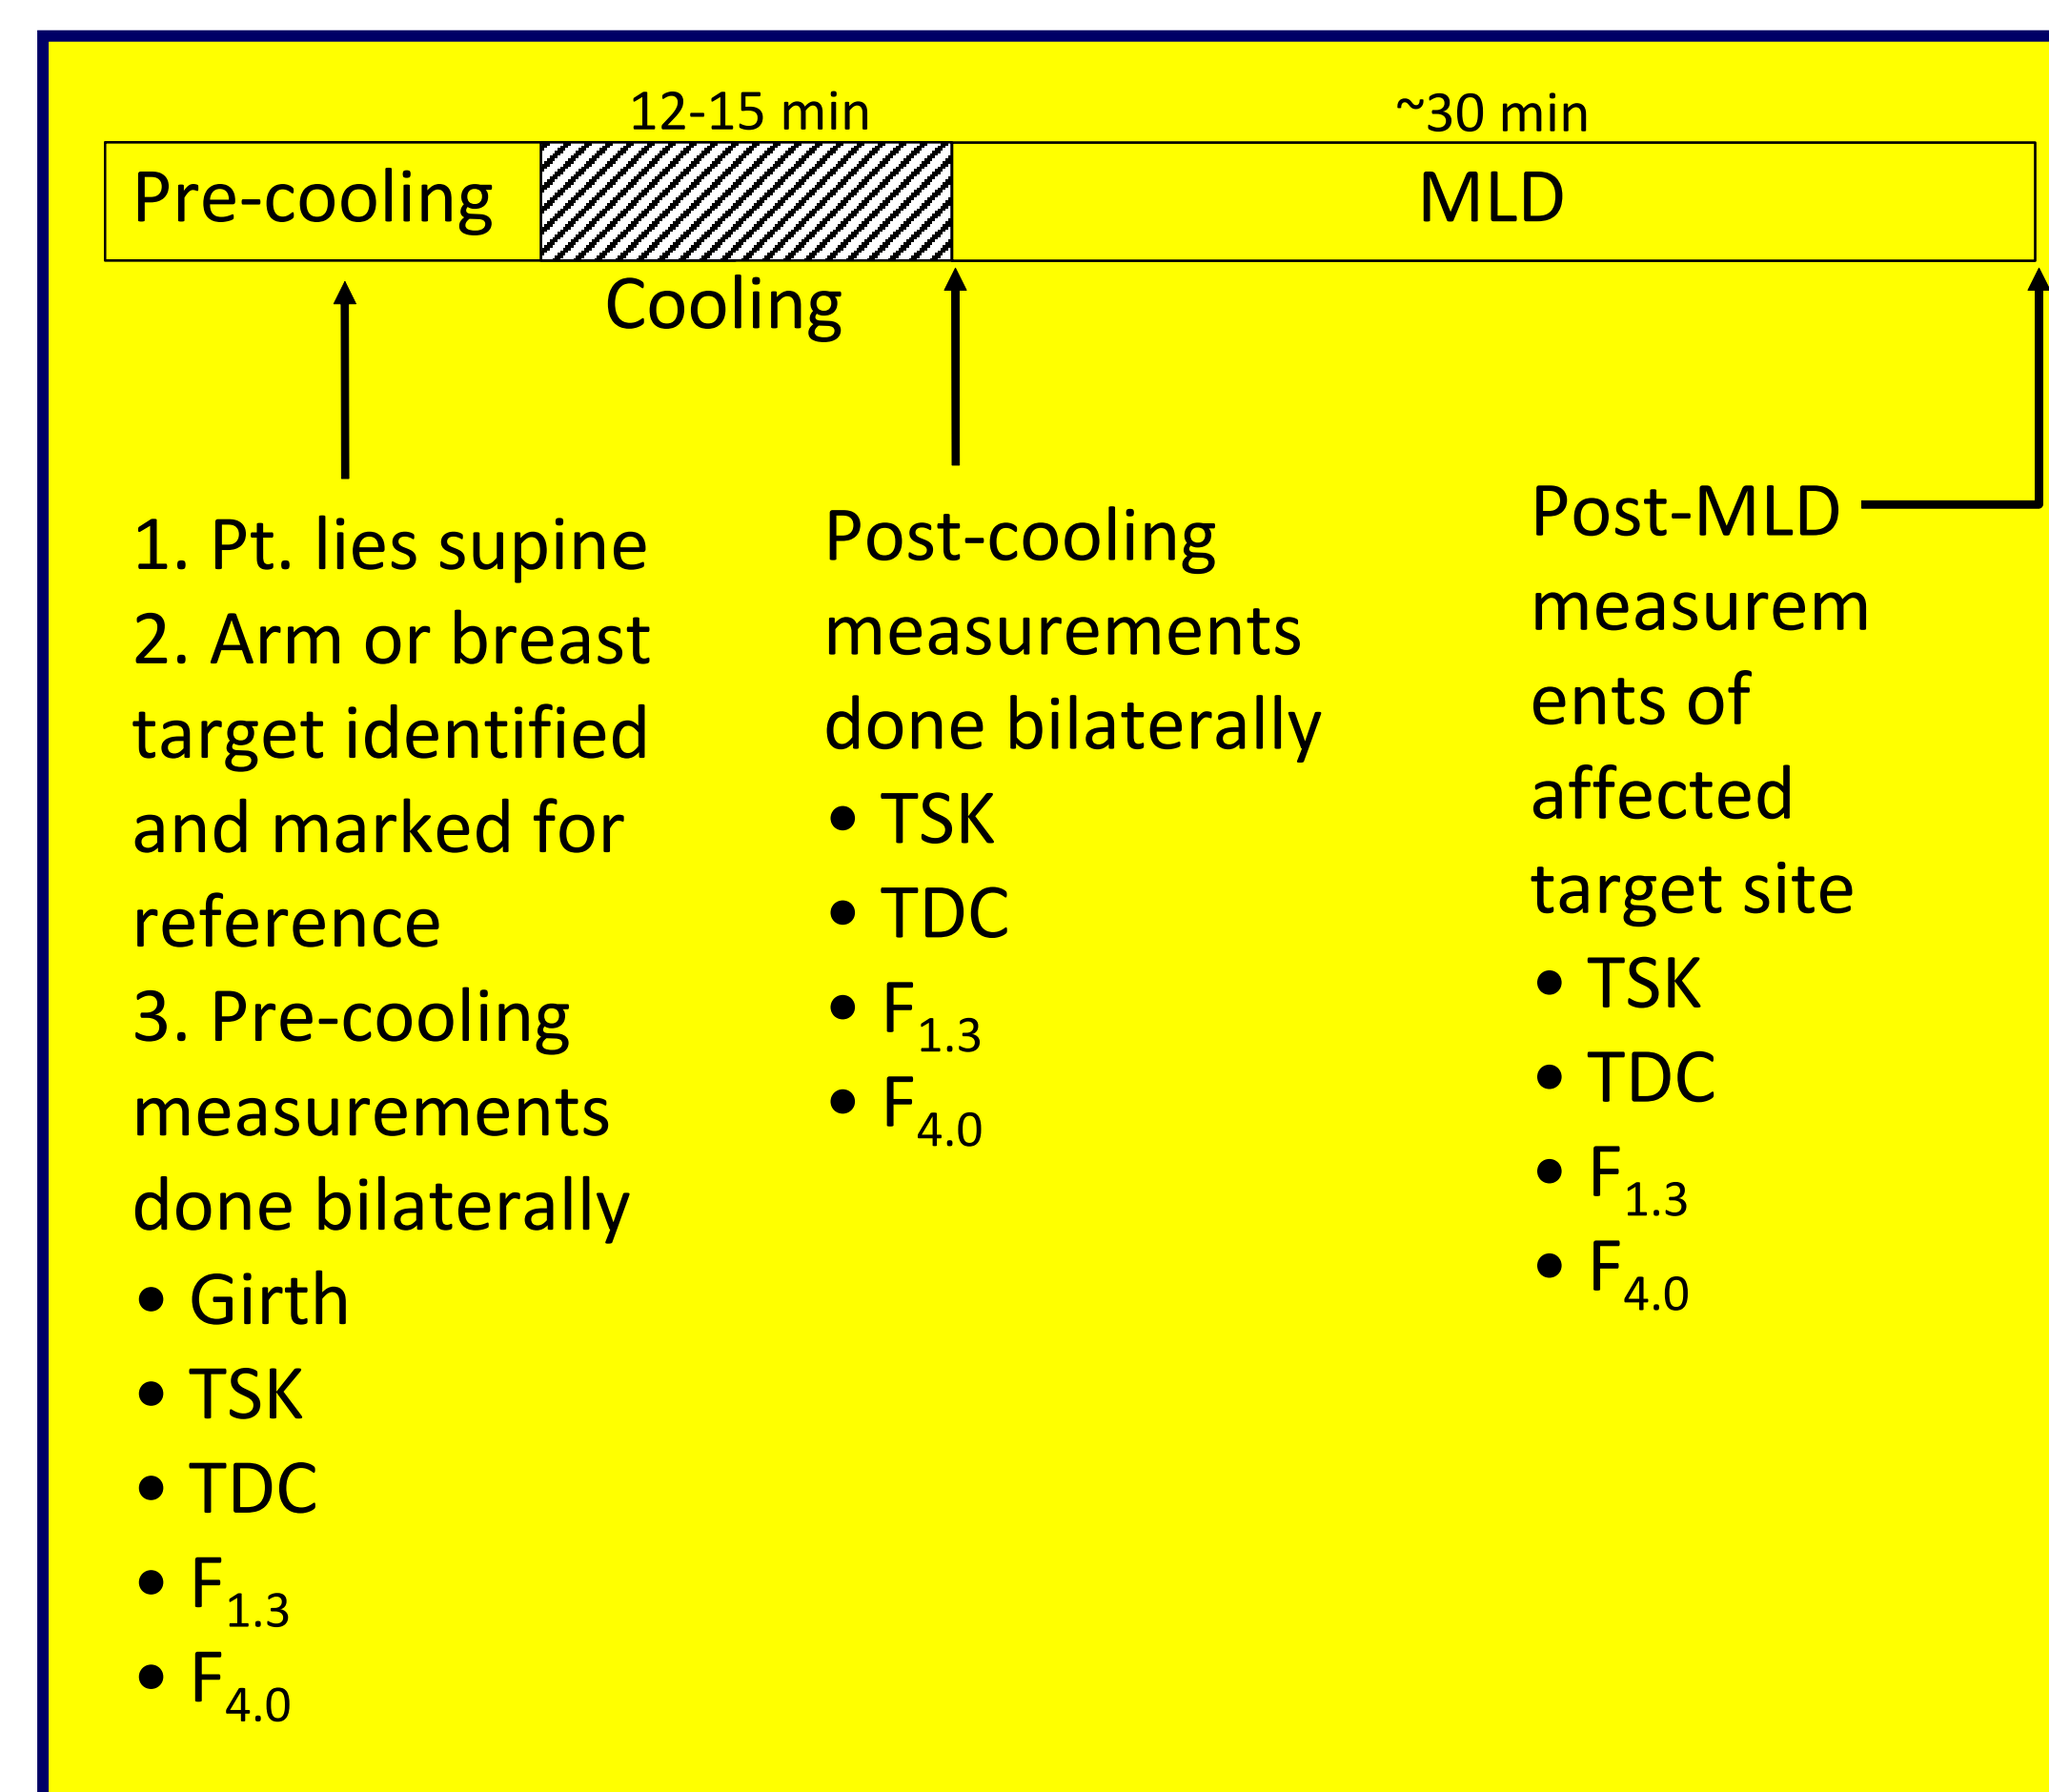 12-15 min
~30 min
Pre-cooling
MLD
Cooling
1. Pt. lies supine
2. Arm or breast
target identified
and marked for
reference
3. Pre-cooling
measurements
done bilaterally
• Girth
• TSK
• TDC
• F1.3
• F4.0
Post-cooling
measurements
done bilaterally
• TSK
• TDC
• F1.3
• F4.0
Post-MLD
measurem
ents of
affected
target site
• TSK
• TDC
• F1.3
• F4.0